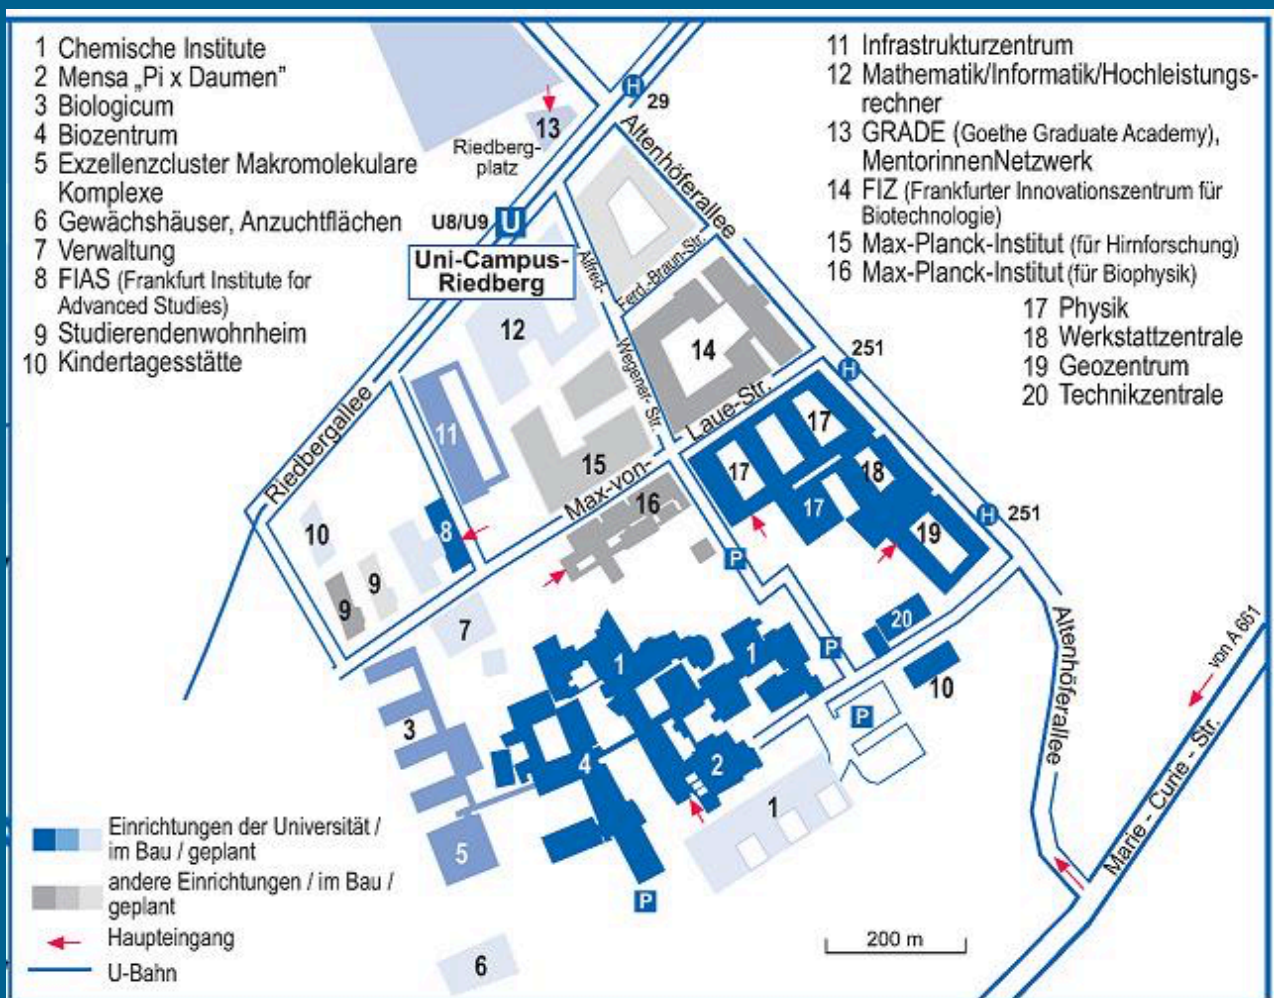 1 Chemische Institute
2 Mensa „Pi x Daumen”
3 Biologicum
4 Biozentrum
5 Exzellenzcluster Makromolekulare
Komplexe
6 Gewächshäuser, Anzuchtflächen
7 Verwaltung
8 FIAS (Frankfurt Institute for
Advanced Studies)
9 Studierendenwohnheim
10 Kindertagesstätte
11 Infrastrukturzentrum
12 Mathematik/Informatik/Hochleistungs-
rechner
13 GRADE (Goethe Graduate Academy),
MentorinnenNetzwerk
14 FIZ (Frankfurter Innovationszentrum für
Biotechnologie)
15 Max-Planck-Institut (für Hirnforschung)
16 Max-Planck-Institut (für Biophysik)
17 Physik
18 Werkstattzentrale
19 Geozentrum
20 Technikzentrale
H
29
13
Riedberg-
platz
Altenhöferallee
U8/U9 U
Uni-Campus-
Riedberg
Alfred-
Wegener-Str.
Ferd.-Braun-Str.
12
14
251
H
Riedbergallee
11
15
Max-von-
Laue-Str.
17
17
17
18
16
10
8
H 251
19
9
9
P
7
20
1
1
P
10
Altenhöferallee
von A 661
Marie - Curie - Str.
3
P
4
2
1
5
P
6
Einrichtungen der Universität /
im Bau / geplant
andere Einrichtungen / im Bau /
geplant
Haupteingang
U-Bahn
200 m